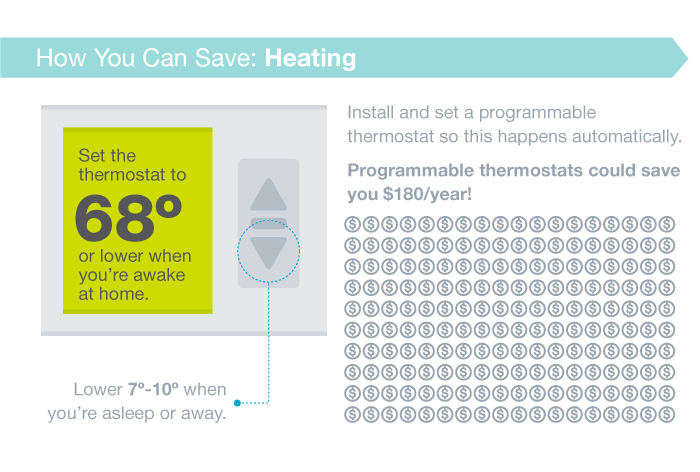 How You Can Save: Heating
Set the
thermostat to
68º
or lower when
you’re awake
at home.
Lower 7º-10º when
you’re asleep or away.
Install and set a programmable
thermostat so this happens automatically.
Programmable thermostats could save
you $180/year!